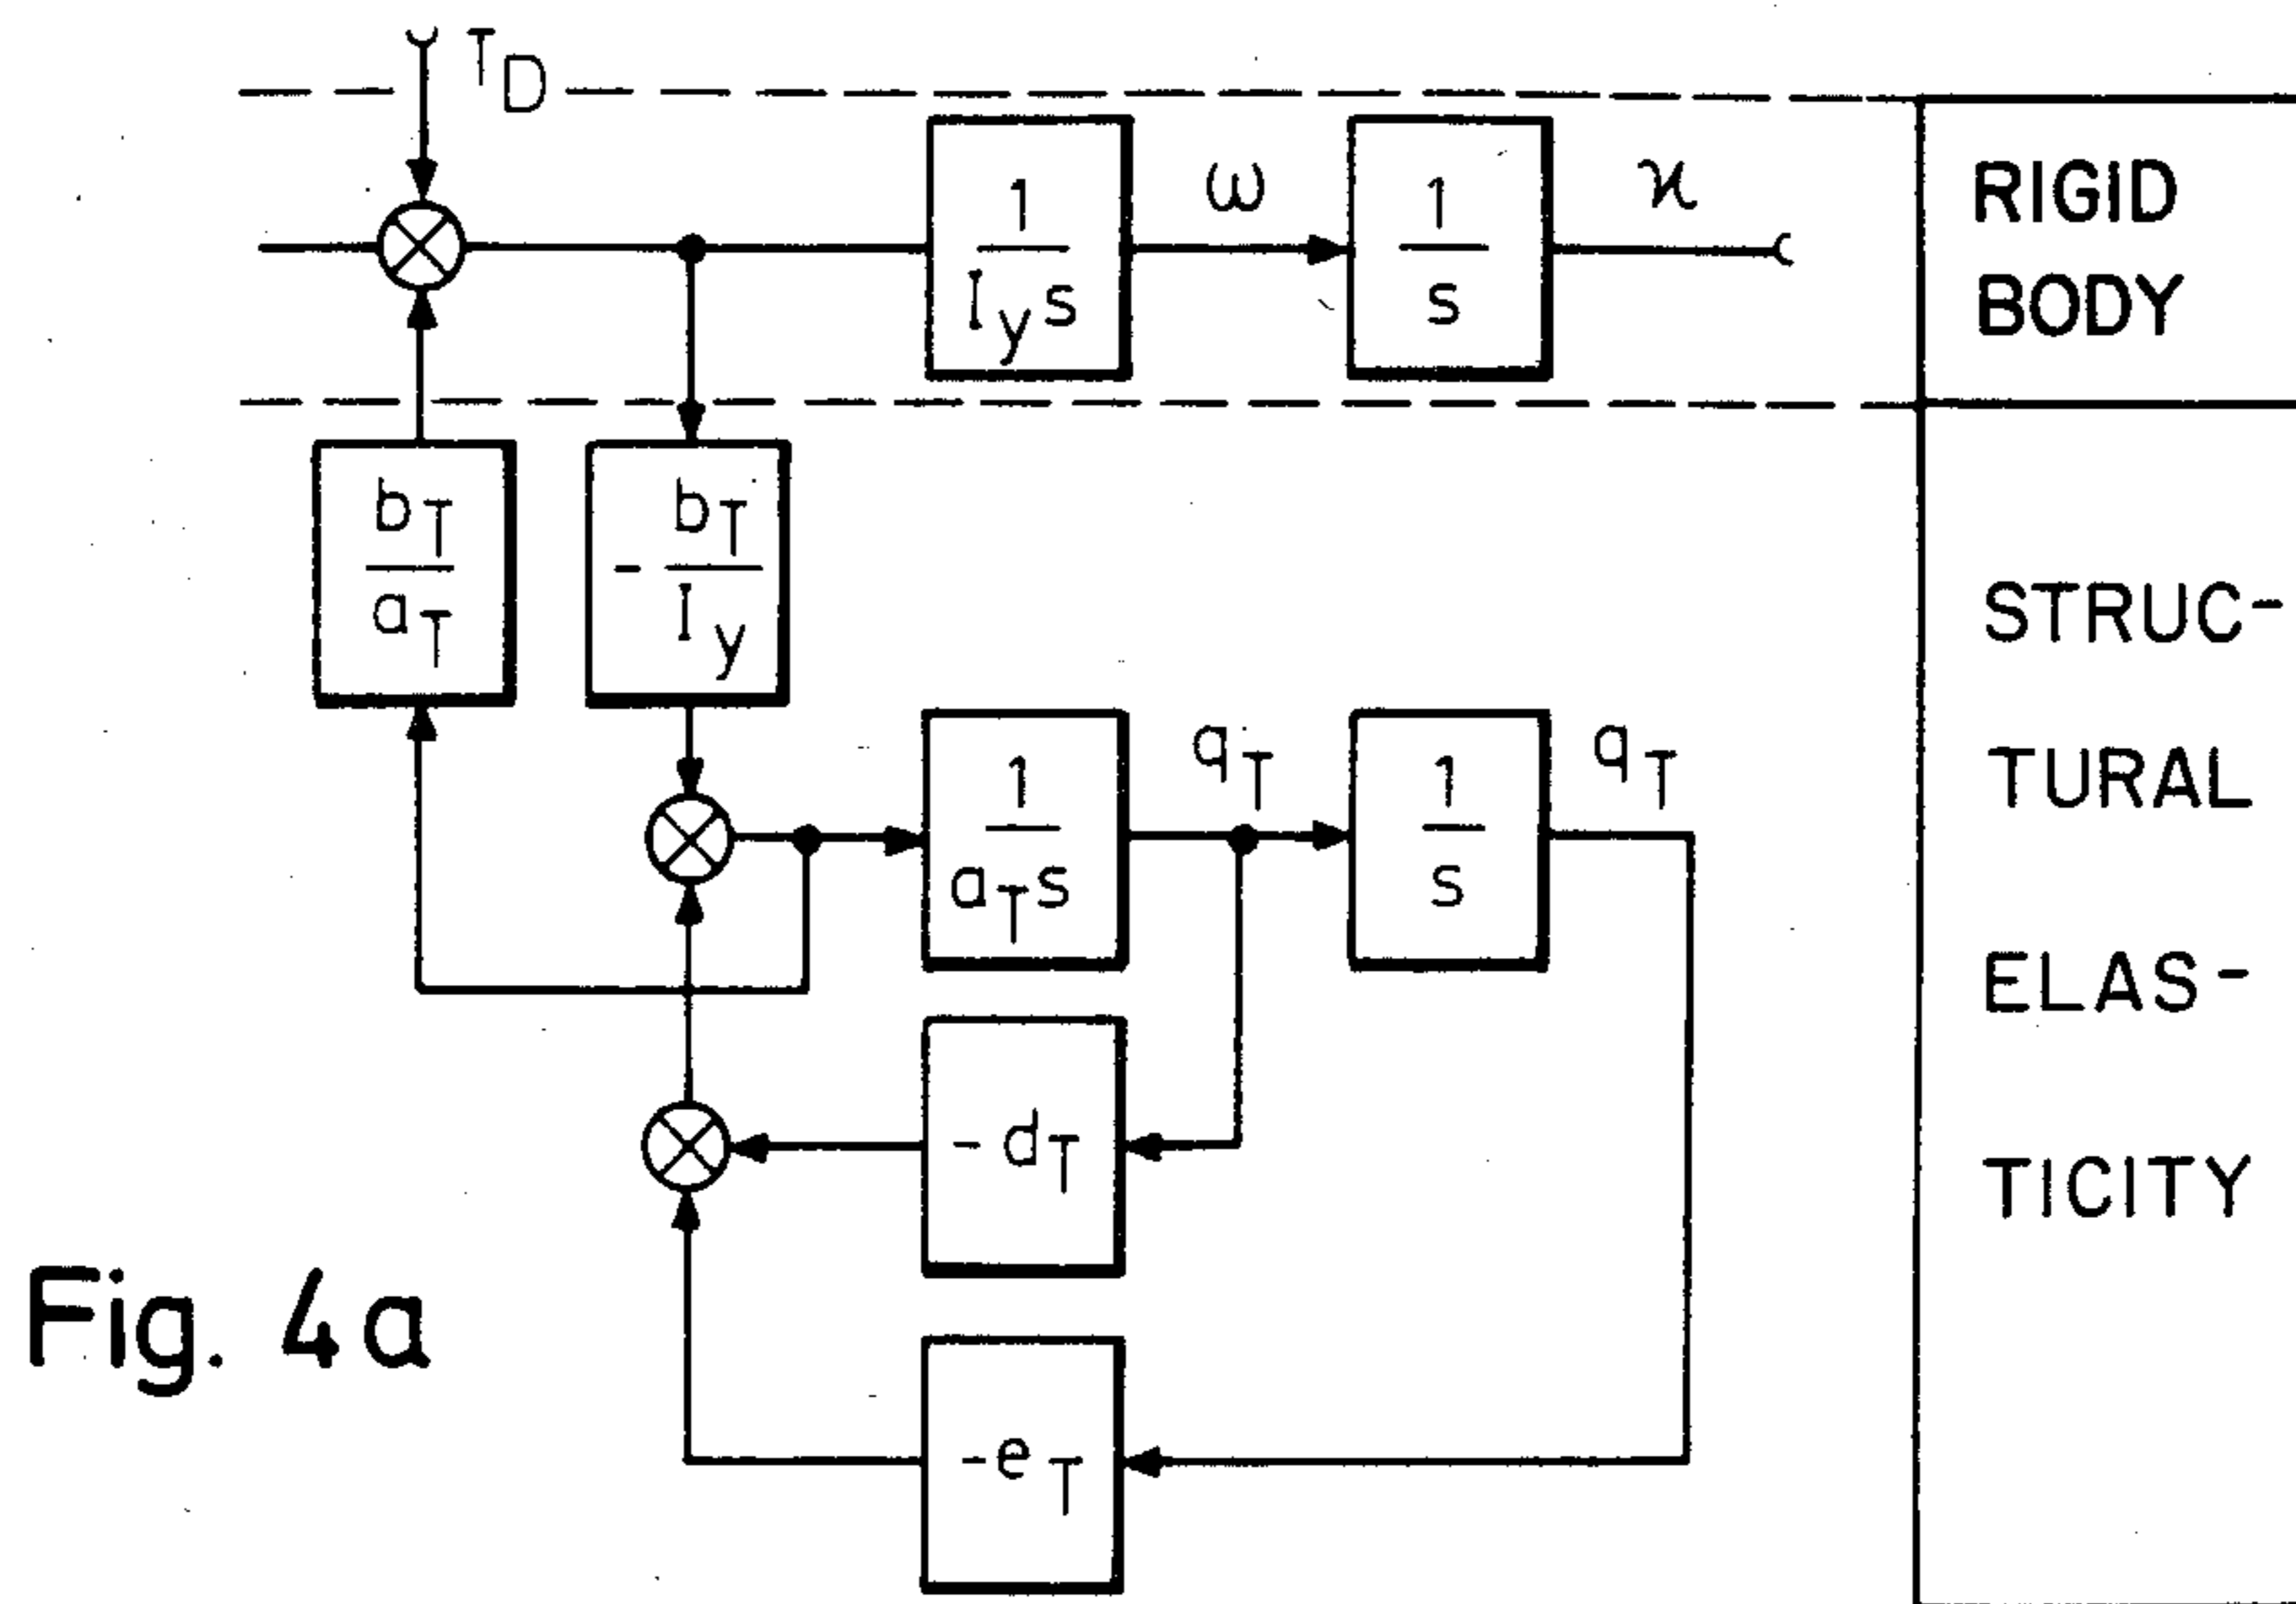 T_D
1
I_y s
ω
1
s
ϰ
RIGID
BODY
b_T
a_T
- b_T
I_y
STRUC-
TURAL
ELAS-
TICITY
1
a_T s
q̇_T
1
s
q_T
- d_T
-e_T
Fig. 4a